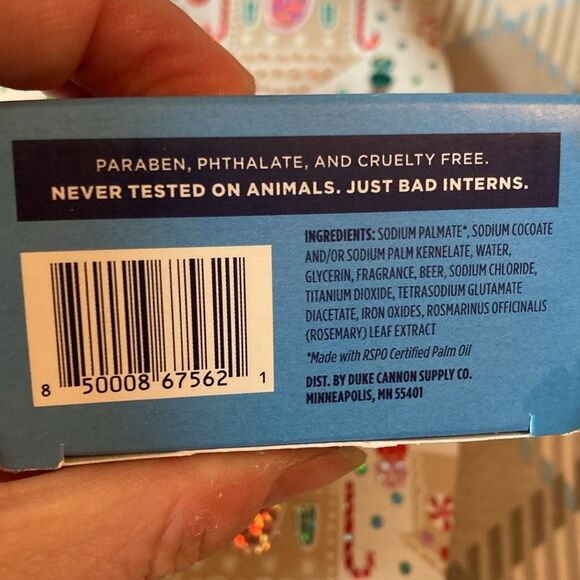 PARABEN, PHTHALATE, AND CRUELTY FREE.
NEVER TESTED ON ANIMALS. JUST BAD INTERNS.
INGREDIENTS: SODIUM PALMATE*, SODIUM COCOATE
AND/OR SODIUM PALM KERNELATE, WATER,
GLYCERIN, FRAGRANCE, BEER, SODIUM CHLORIDE,
TITANIUM DIOXIDE, TETRASODIUM GLUTAMATE
DIACETATE, IRON OXIDES, ROSMARINUS OFFICINALIS
(ROSEMARY) LEAF EXTRACT
*Made with RSPO Certified Palm Oil
DIST. BY DUKE CANNON SUPPLY CO.
MINNEAPOLIS, MN 55401
8 50008 67562 1